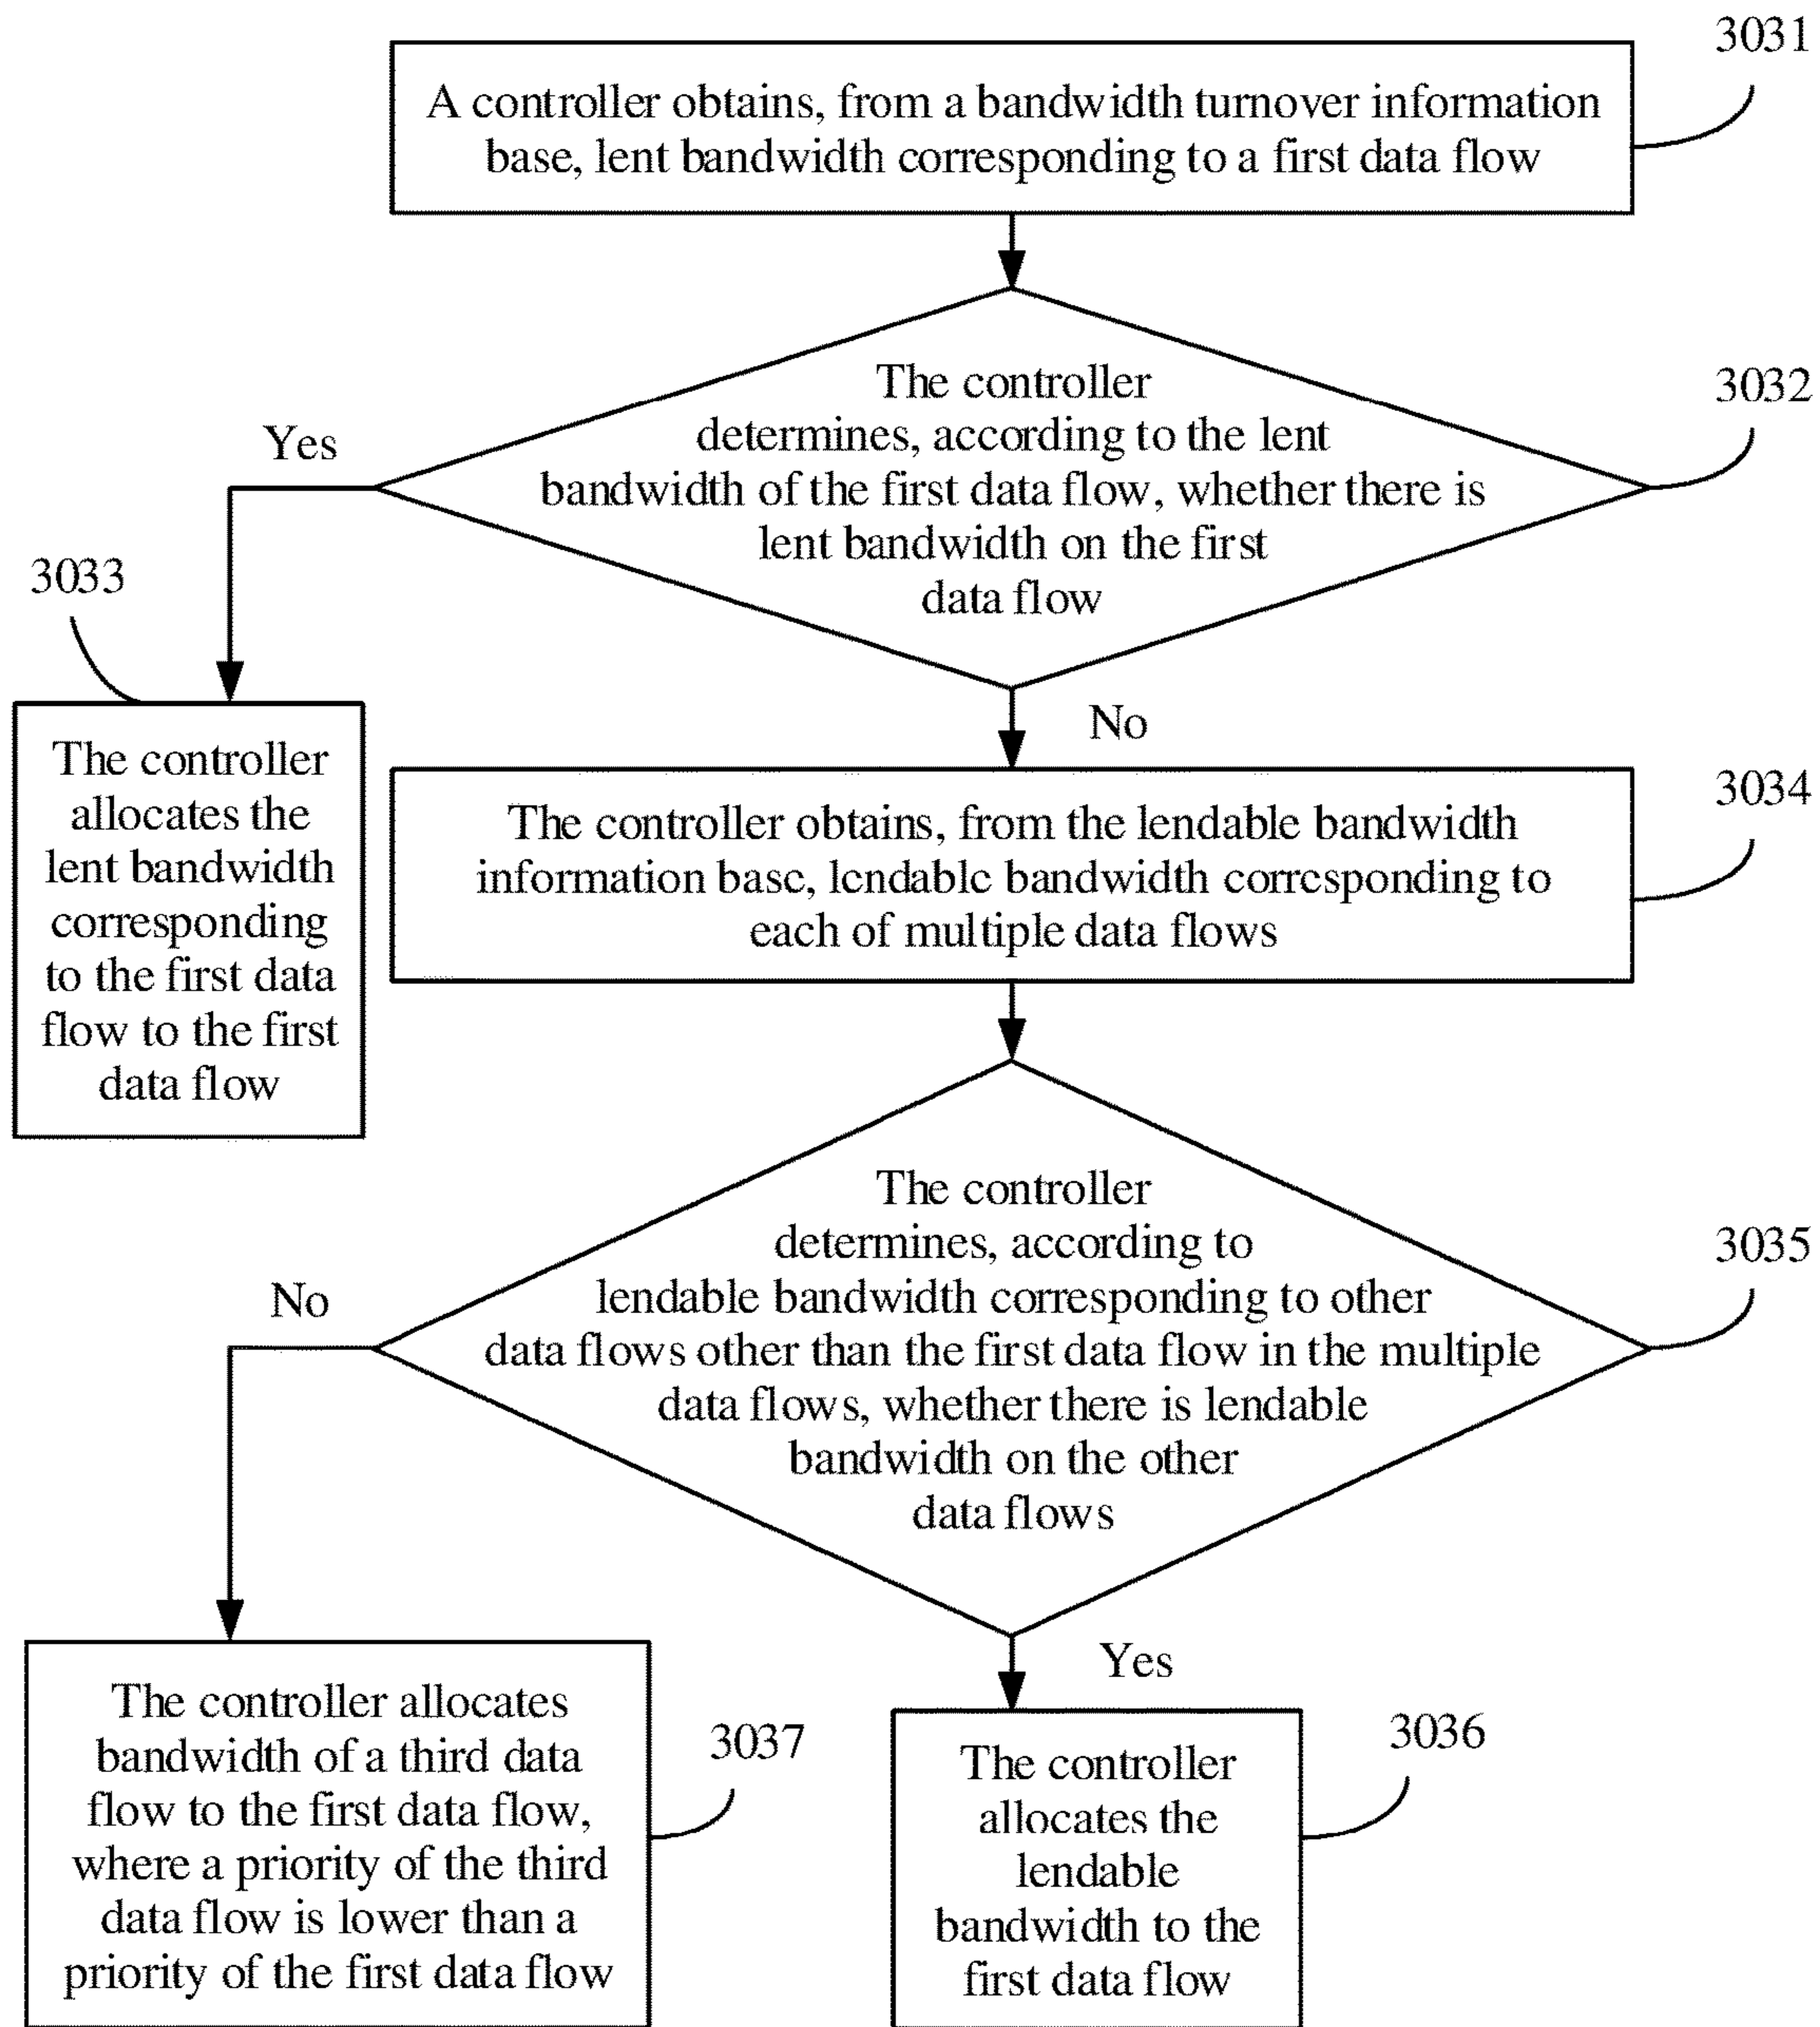 3031
A controller obtains, from a bandwidth turnover information
base, lent bandwidth corresponding to a first data flow
3032
The controller
determines, according to the lent
bandwidth of the first data flow, whether there is
lent bandwidth on the first
data flow
Yes
3033
No
The controller
allocates the
lent bandwidth
corresponding
to the first data
flow to the first
data flow
3034
The controller obtains, from the lendable bandwidth
information base, lendable bandwidth corresponding to
each of multiple data flows
3035
The controller
determines, according to
lendable bandwidth corresponding to other
data flows other than the first data flow in the multiple
data flows, whether there is lendable
bandwidth on the other
data flows
No
Yes
The controller allocates
bandwidth of a third data
flow to the first data flow,
where a priority of the third
data flow is lower than a
priority of the first data flow
3037
The controller
allocates the
lendable
bandwidth to the
first data flow
3036